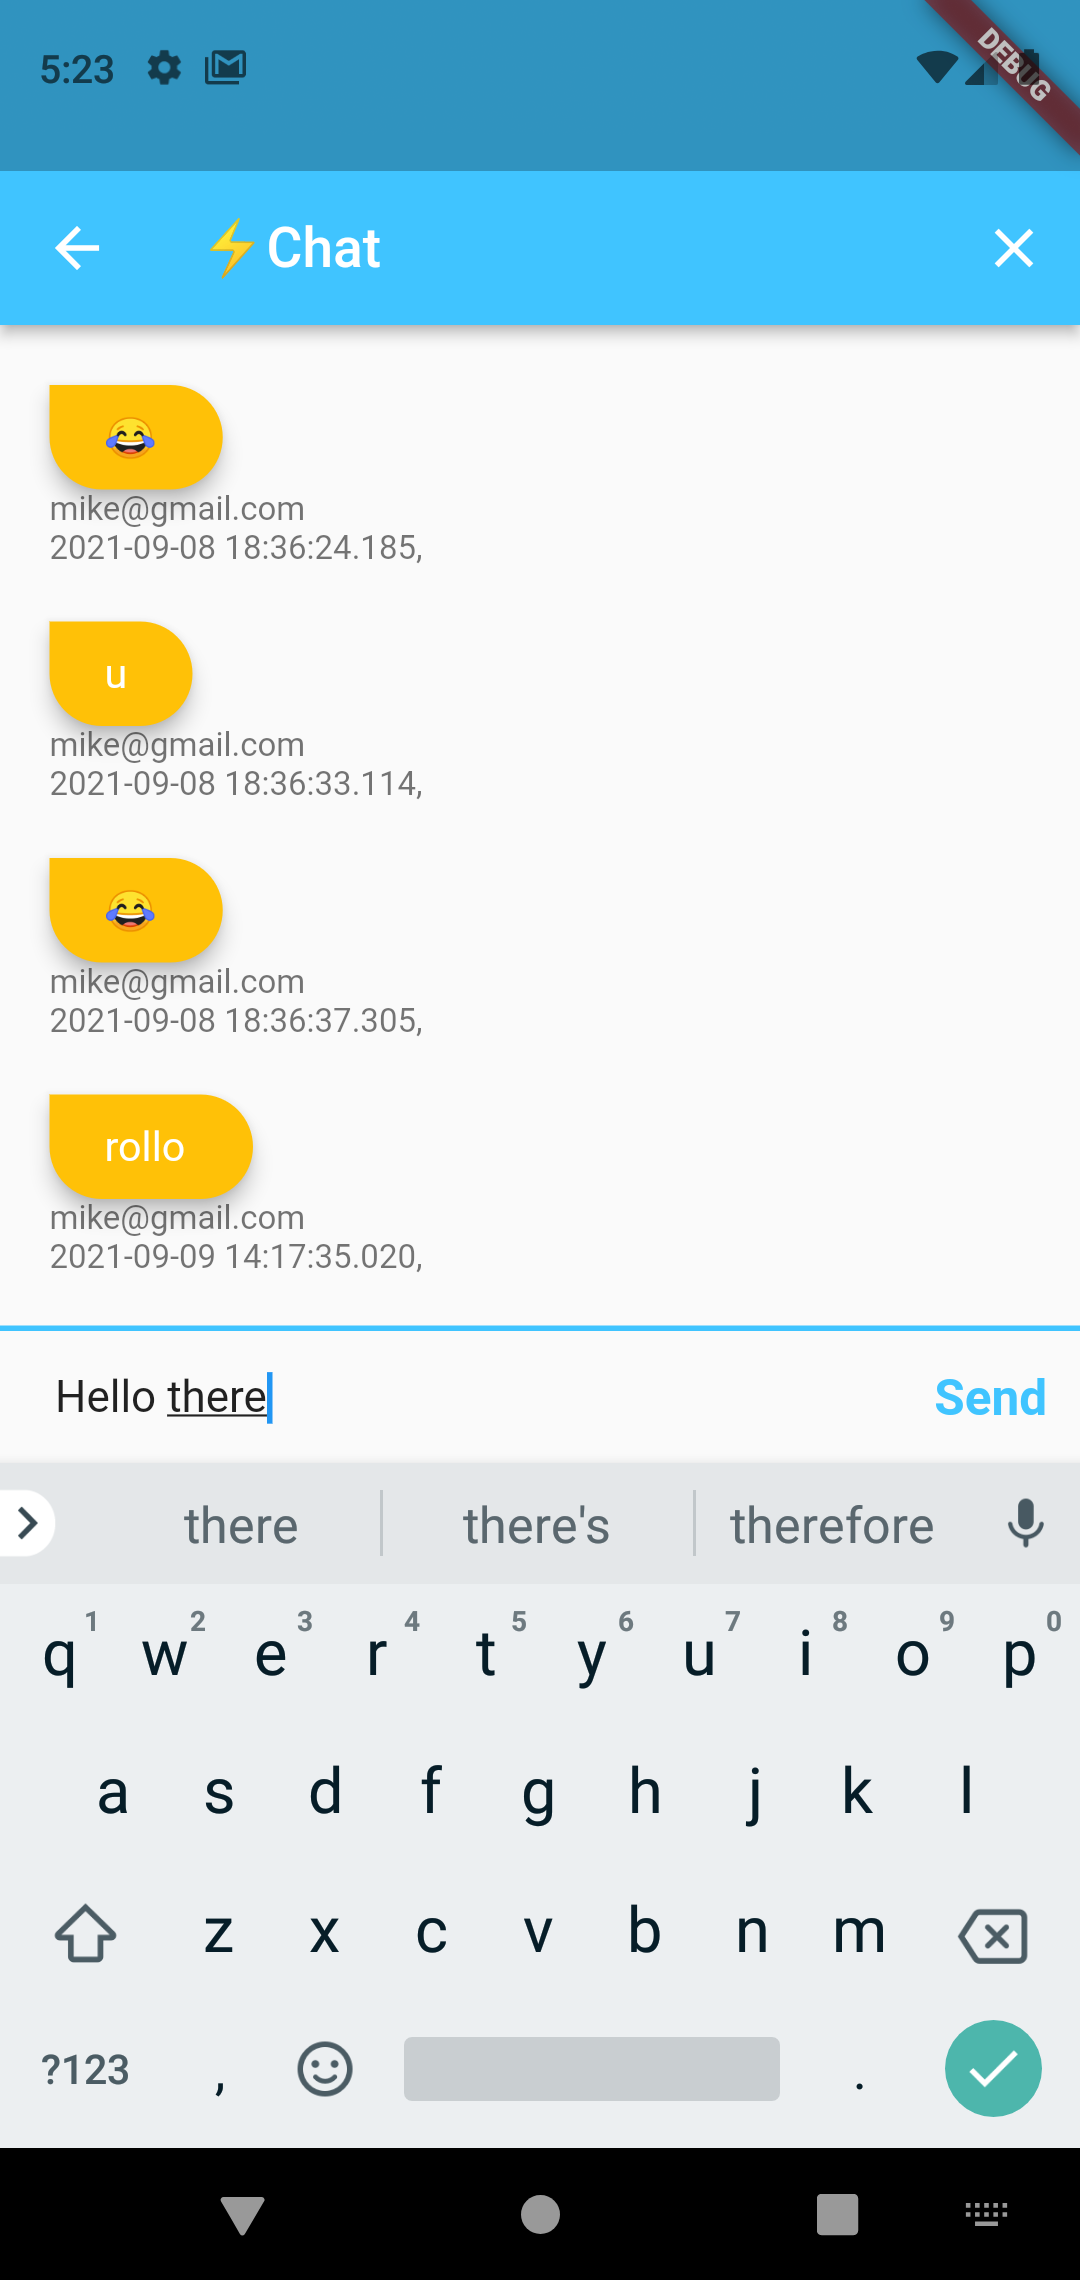 5:23
DEBUG
⚡Chat
😂
mike@gmail.com
2021-09-08 18:36:24.185,
u
mike@gmail.com
2021-09-08 18:36:33.114,
😂
mike@gmail.com
2021-09-08 18:36:37.305,
rollo
mike@gmail.com
2021-09-09 14:17:35.020,
Hello there Send
there there's therefore
1 2 3 4 5 6 7 8 9 0
q w e r t y u i o p
a s d f g h j k l
z x c v b n m
?123 , .